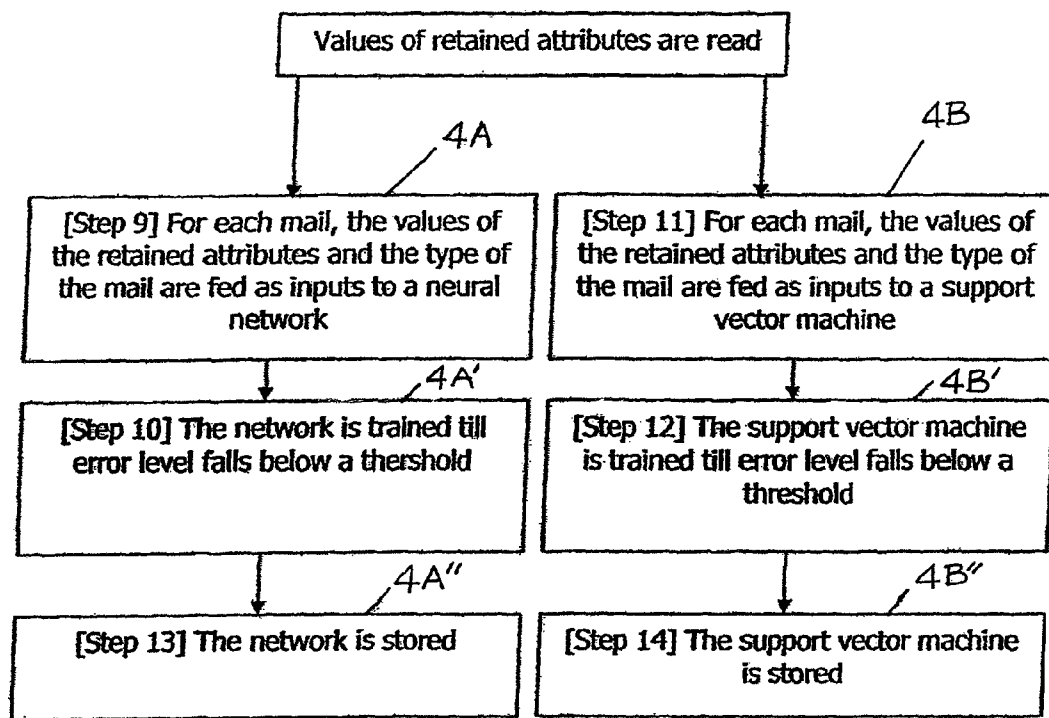 Values of retained attributes are read
4A
4B
[Step 9] For each mail, the values of
the retained attributes and the type of
the mail are fed as inputs to a neural
network
[Step 11] For each mail, the values of
the retained attributes and the type of
the mail are fed as inputs to a support
vector machine
4A'
4B'
[Step 10] The network is trained till
error level falls below a thershold
[Step 12] The support vector machine
is trained till error level falls below a
threshold
4A"
4B"
[Step 13] The network is stored
[Step 14] The support vector machine
is stored